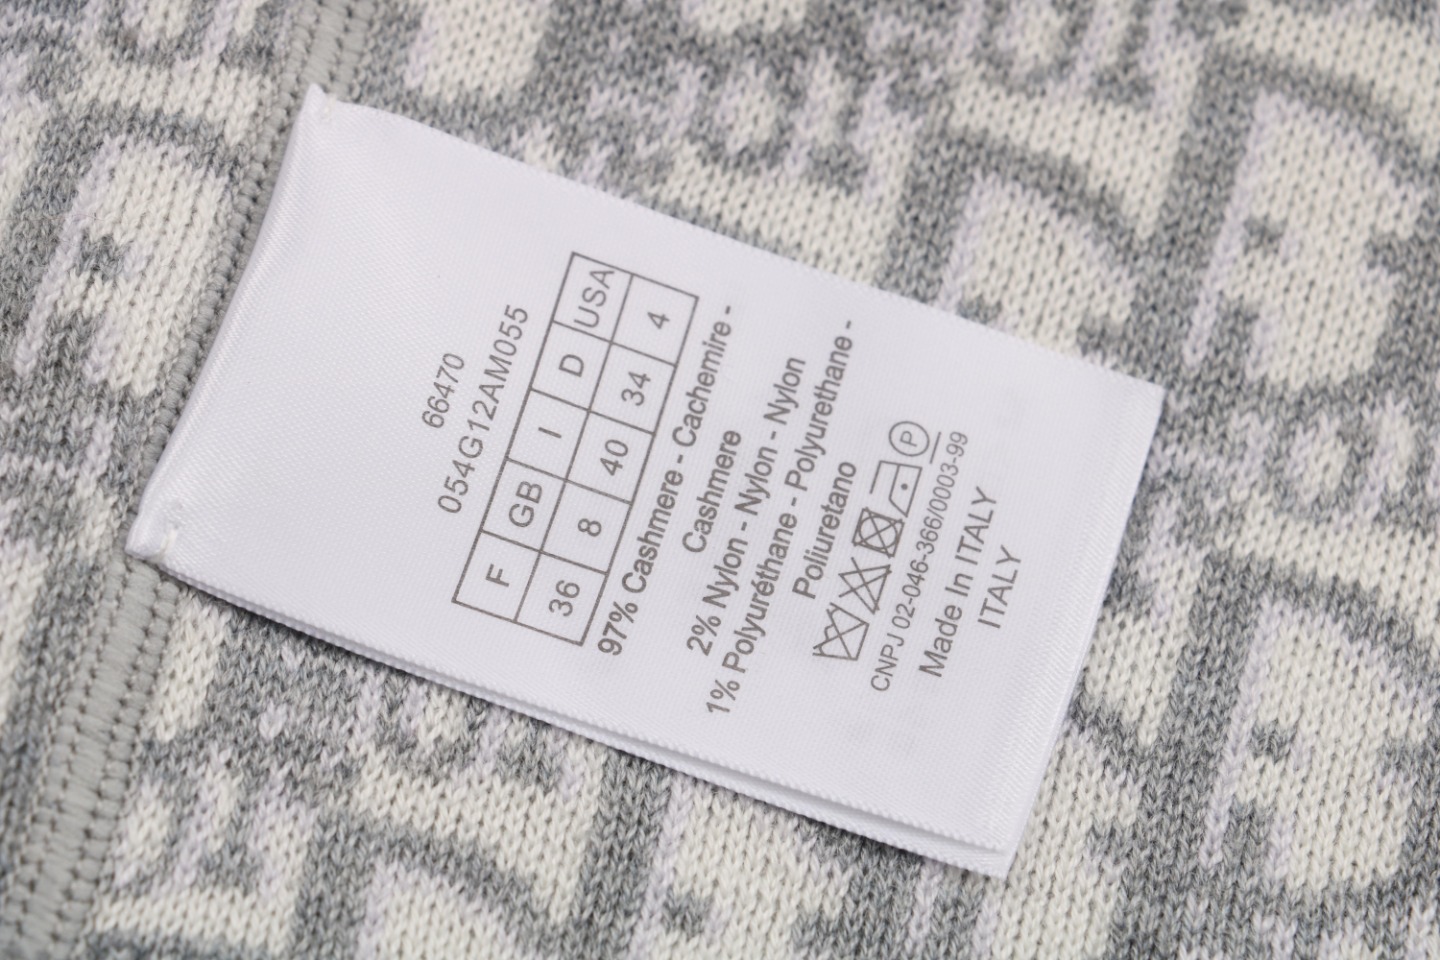 66470
054G12AM055
F GB I D USA
36 8 40 34 4
97% Cashmere - Cachemire -
Cashmere
2% Nylon - Nylon - Nylon
1% Polyuréthane - Polyurethane -
Poliuretano
P
CNPJ 02-046-366/0003-99
Made In ITALY
ITALY